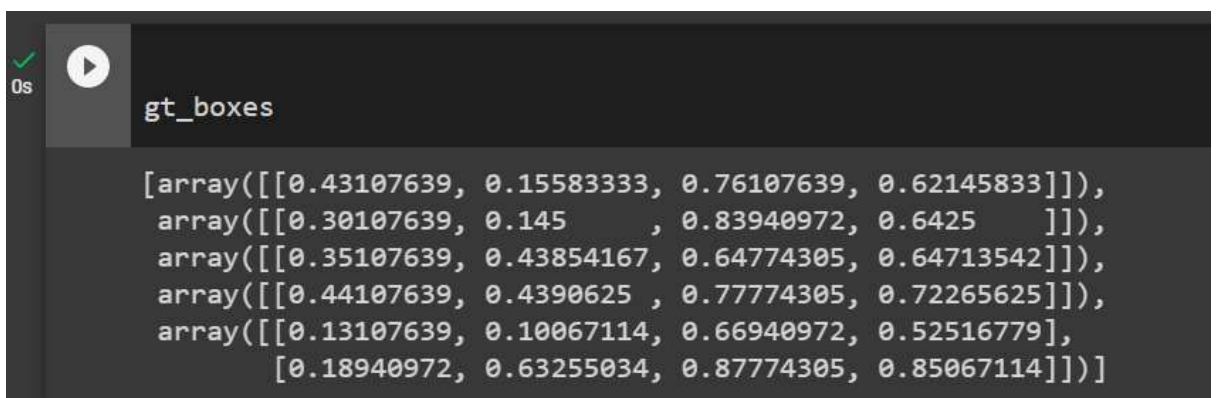 0s
gt_boxes
[array([[0.43107639, 0.15583333, 0.76107639, 0.62145833]]),
 array([[0.30107639, 0.145     , 0.83940972, 0.6425    ]]),
 array([[0.35107639, 0.43854167, 0.64774305, 0.64713542]]),
 array([[0.44107639, 0.4390625 , 0.77774305, 0.72265625]]),
 array([[0.13107639, 0.10067114, 0.66940972, 0.52516779],
        [0.18940972, 0.63255034, 0.87774305, 0.85067114]])]